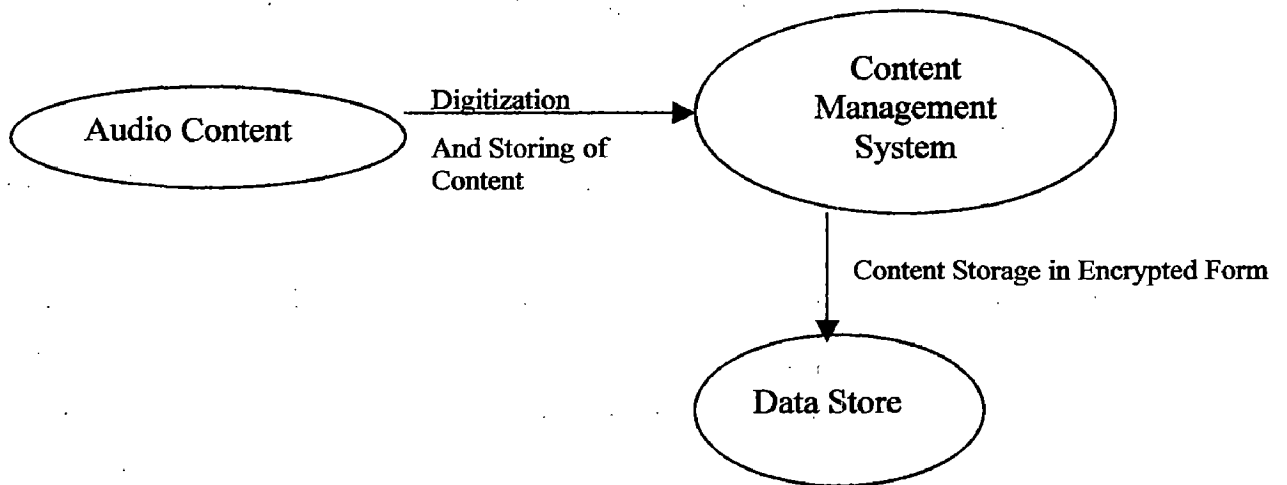 Audio Content
Digitization
And Storing of
Content
Content
Management
System
Content Storage in Encrypted Form
Data Store